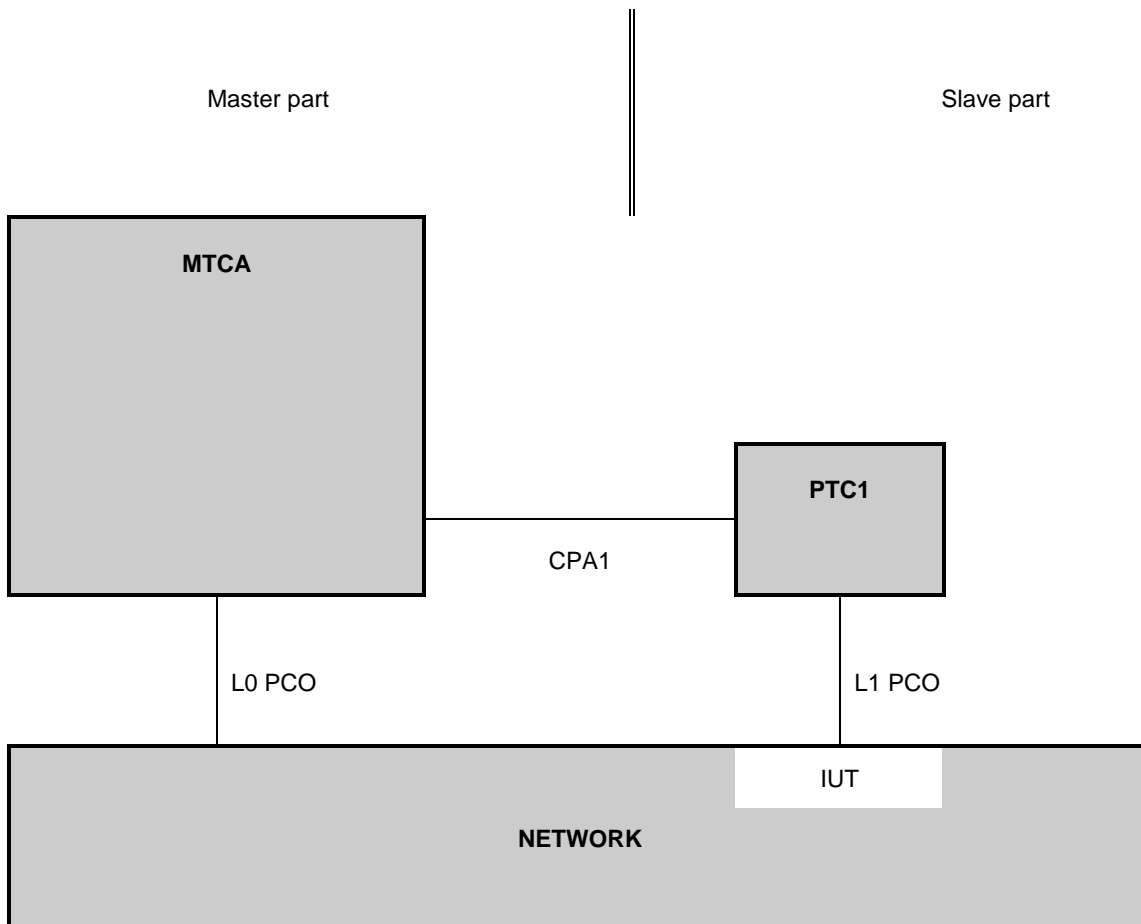 Master part
Slave part
MTCA
PTC1
CPA1
L0 PCO
L1 PCO
IUT
NETWORK